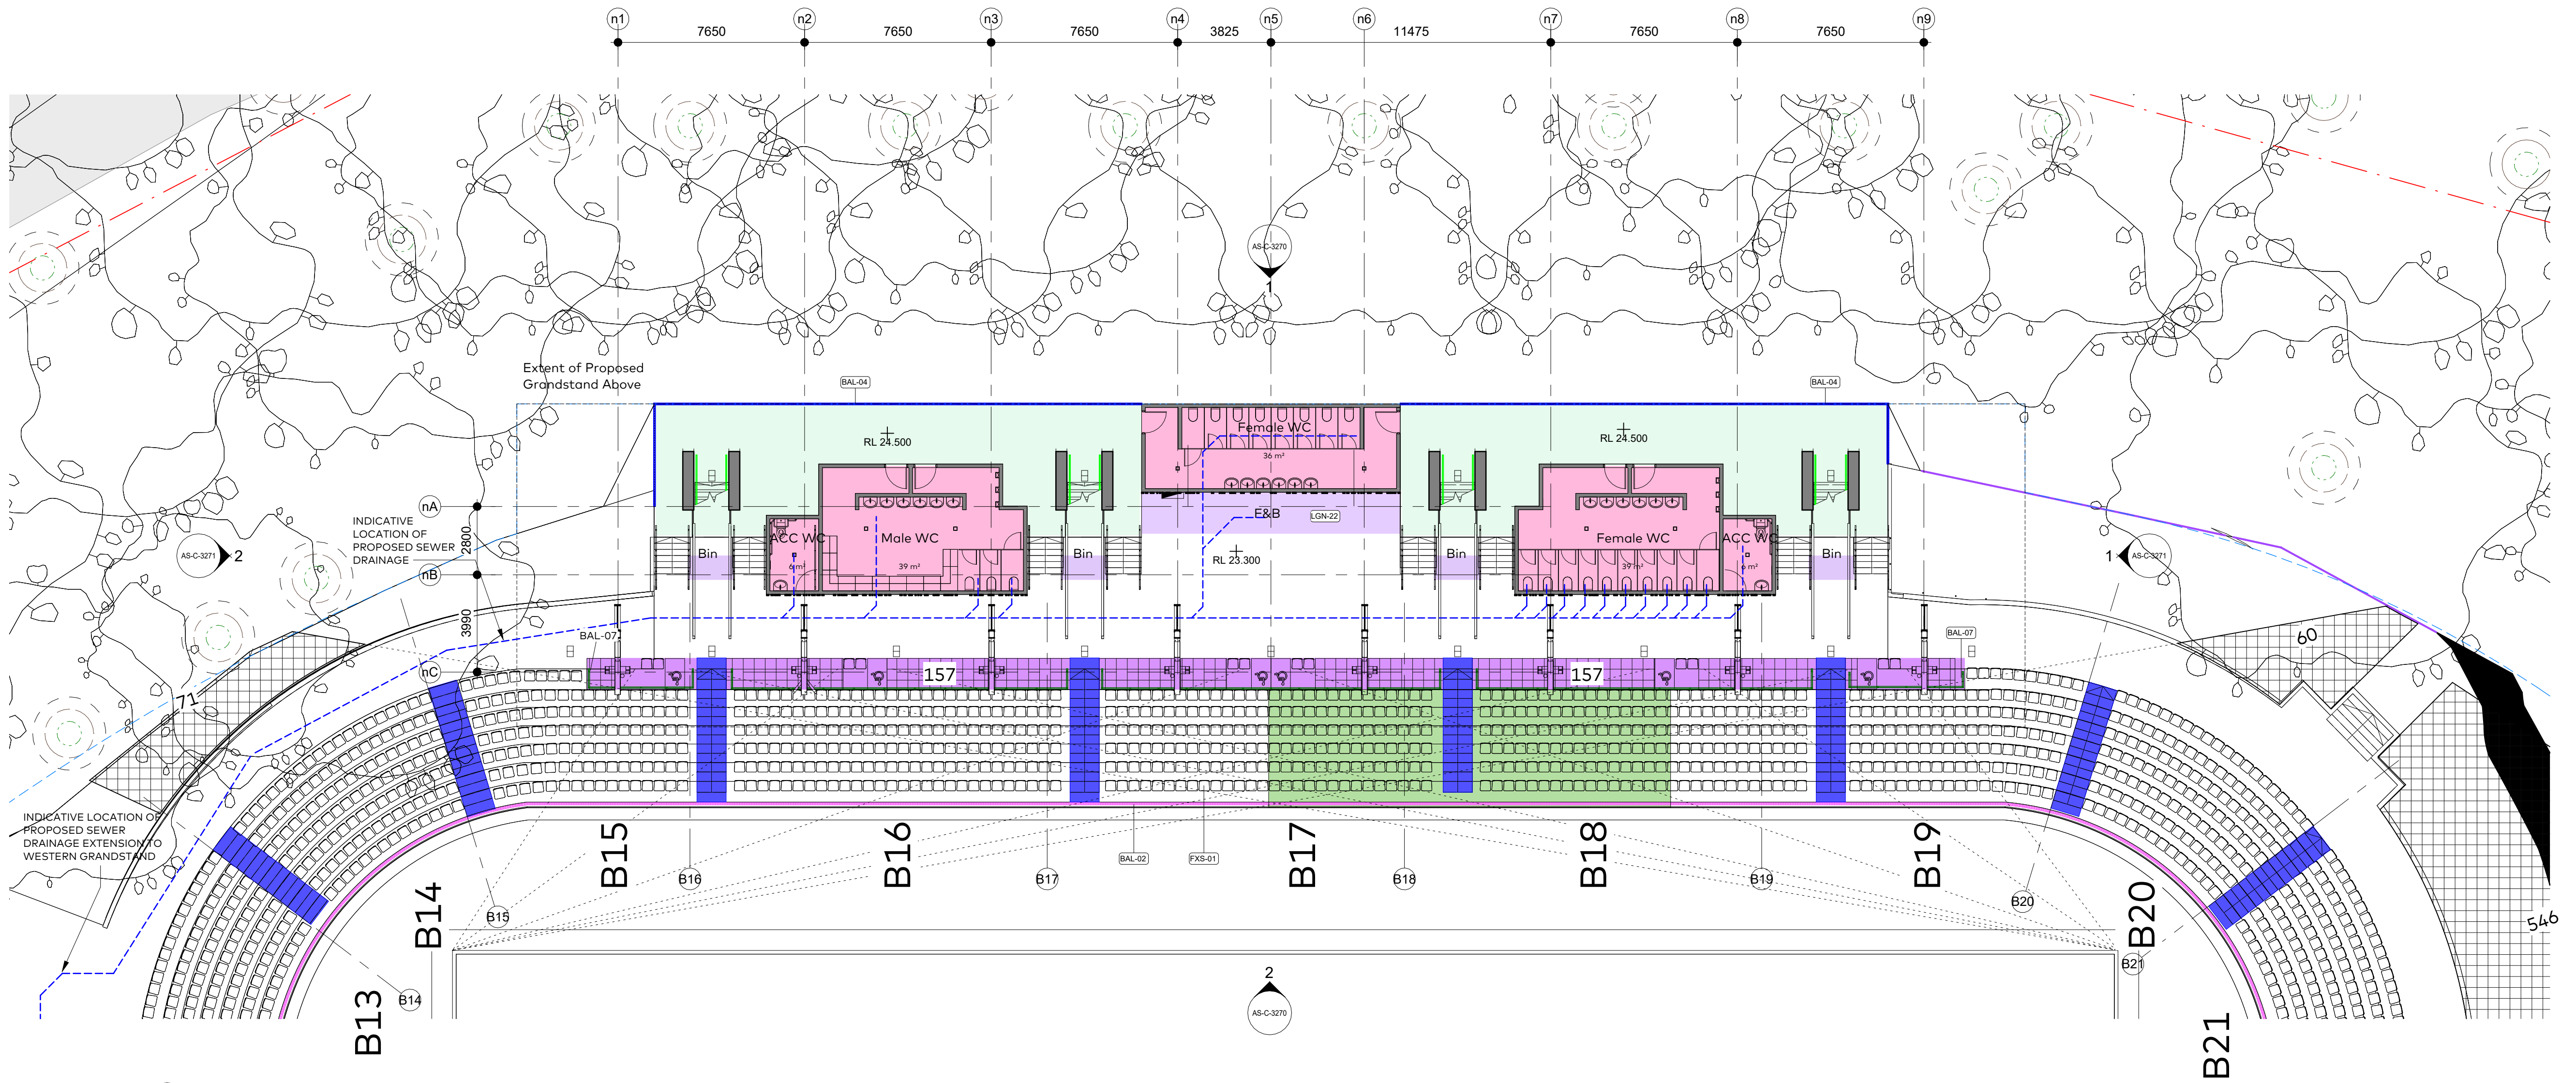 n1 n2 n3 n4 n5 n6 n7 n8 n9
7650 7650 7650 3825 11475 7650 7650
AS-C-3270
1
Extent of Proposed
Grandstand Above
BAL-04
BAL-04
Female WC
36 m²
RL 24.500
RL 24.500
nA
E&B
LGN-22
INDICATIVE
LOCATION OF
PROPOSED SEWER
DRAINAGE
2800
AS-C-3271
2
1
AS-C-3271
Bin
ACC WC
6 m²
Male WC
39 m²
Bin
RL 23.300
Bin
Female WC
39 m²
ACC WC
6 m²
Bin
nB
3990
BAL-07
BAL-07
60
nC
157
157
71
INDICATIVE LOCATION OF
PROPOSED SEWER
DRAINAGE EXTENSION TO
WESTERN GRANDSTAND
B15
B16
B17
B18
B19
BAL-02
FXS-01
B16
B17
B18
B19
B14
B15
B20
B20
546
B21
2
AS-C-3270
B14
B13
B21